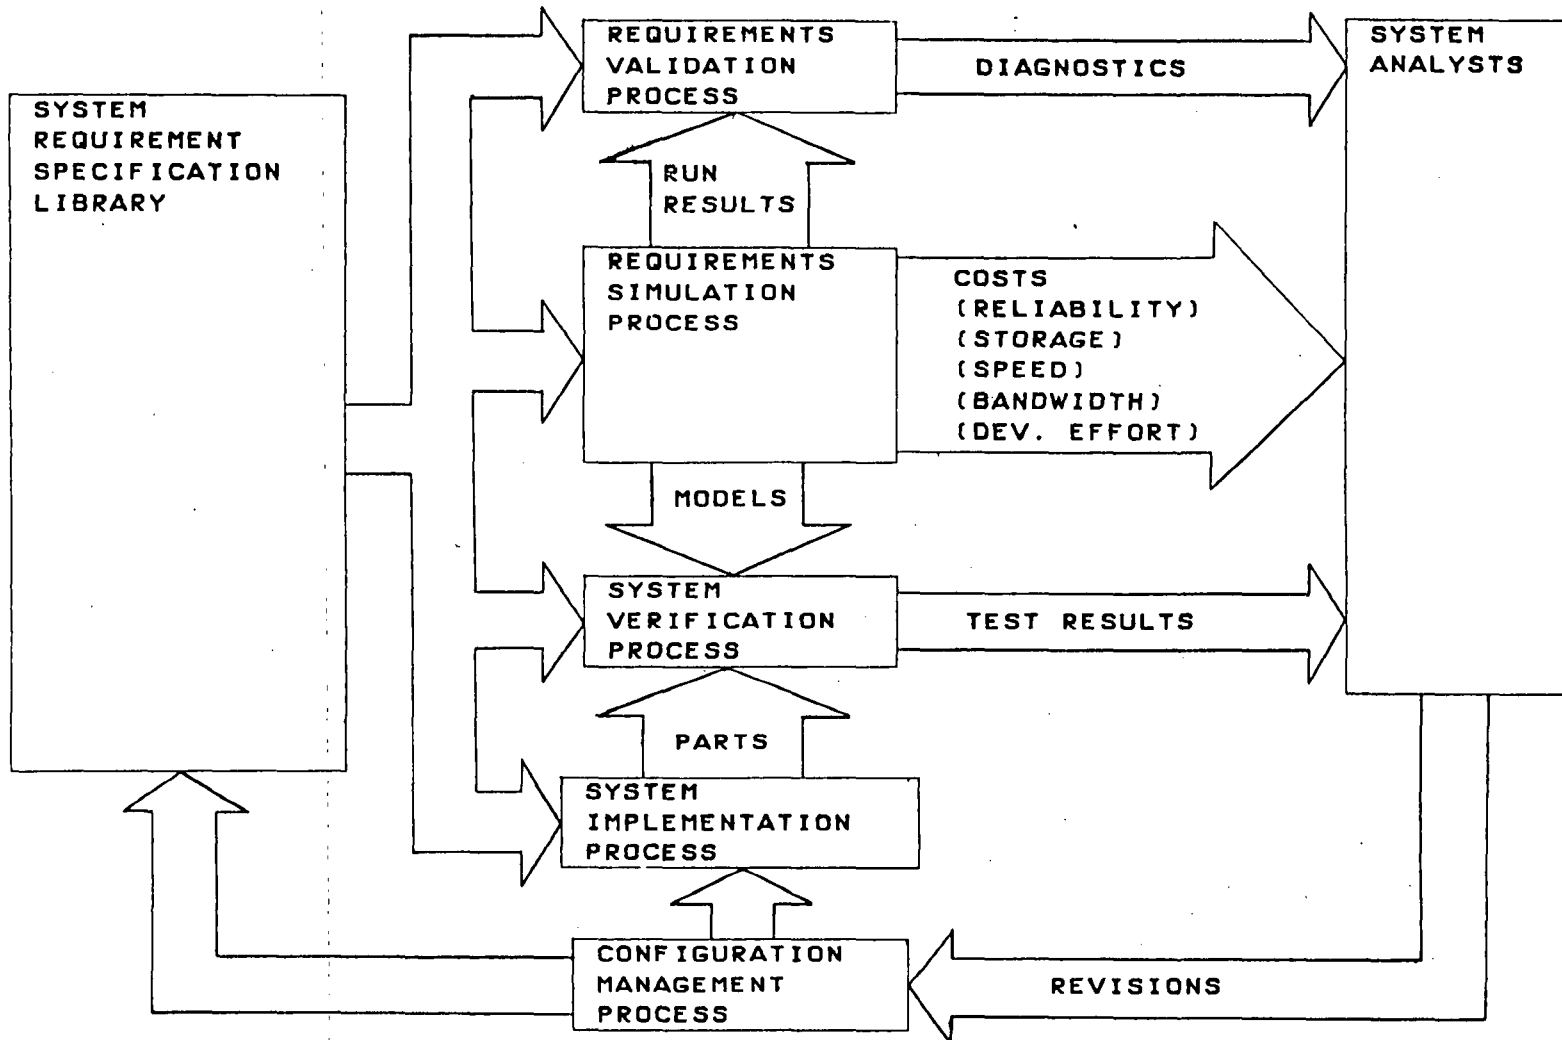 SYSTEM
REQUIREMENT
SPECIFICATION
LIBRARY
REQUIREMENTS
VALIDATION
PROCESS
DIAGNOSTICS
SYSTEM
ANALYSTS
RUN
RESULTS
REQUIREMENTS
SIMULATION
PROCESS
COSTS
(RELIABILITY)
(STORAGE)
(SPEED)
(BANDWIDTH)
(DEV. EFFORT)
MODELS
SYSTEM
VERIFICATION
PROCESS
TEST RESULTS
PARTS
SYSTEM
IMPLEMENTATION
PROCESS
CONFIGURATION
MANAGEMENT
PROCESS
REVISIONS